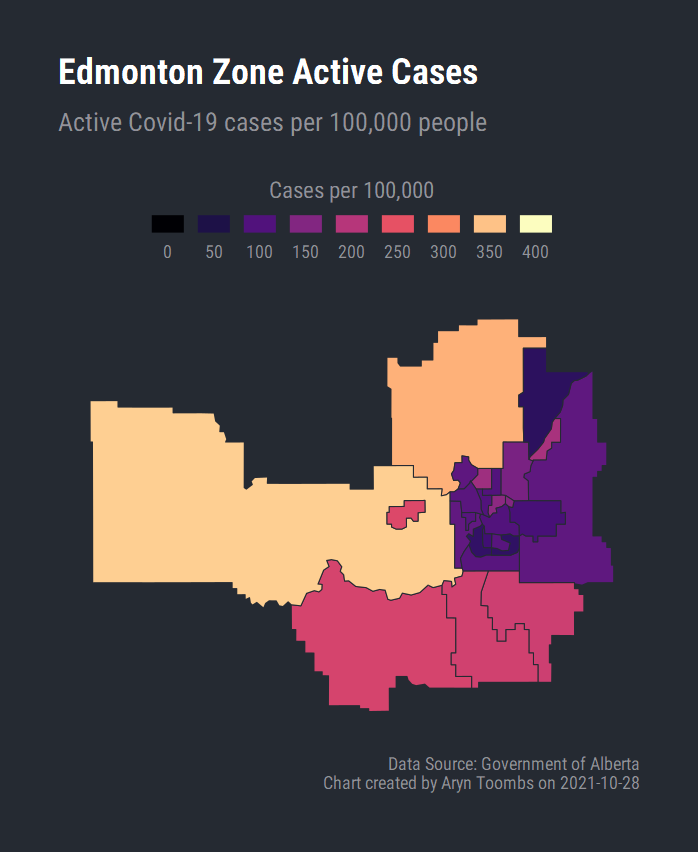 Edmonton Zone Active Cases
Active Covid-19 cases per 100,000 people
Cases per 100,000
0 50 100 150 200 250 300 350 400
Data Source: Government of Alberta
Chart created by Aryn Toombs on 2021-10-28